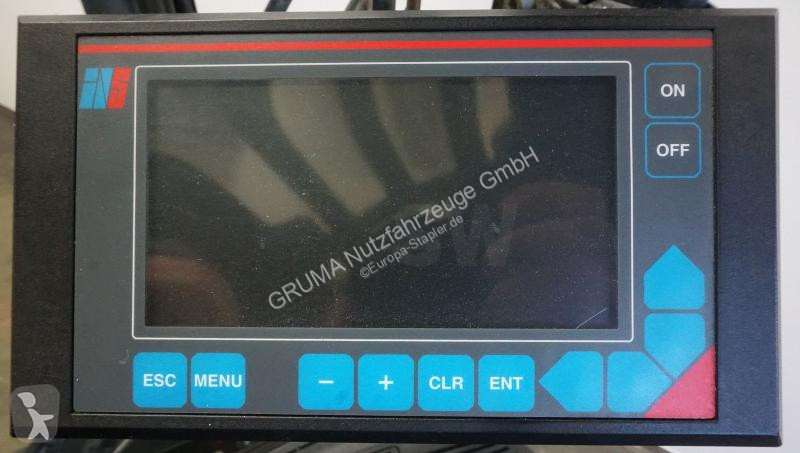 ON
OFF
GRUMA Nutzfahrzeuge GmbH
©Europa-Stapler.de
ESC MENU − + CLR ENT